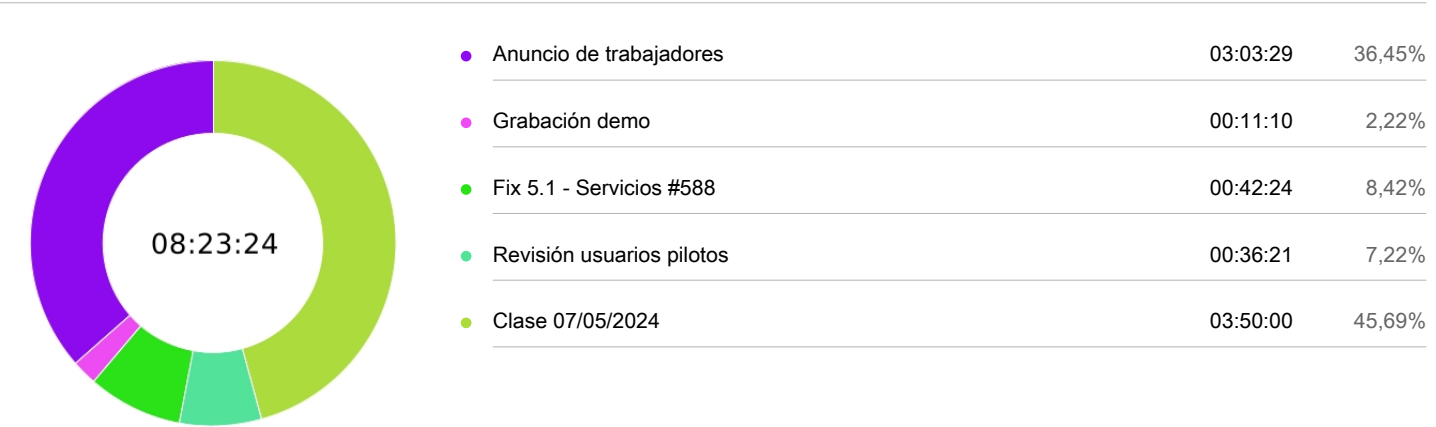 Anuncio de trabajadores 03:03:29 36,45%
Grabación demo 00:11:10 2,22%
Fix 5.1 - Servicios #588 00:42:24 8,42%
08:23:24
Revisión usuarios pilotos 00:36:21 7,22%
Clase 07/05/2024 03:50:00 45,69%